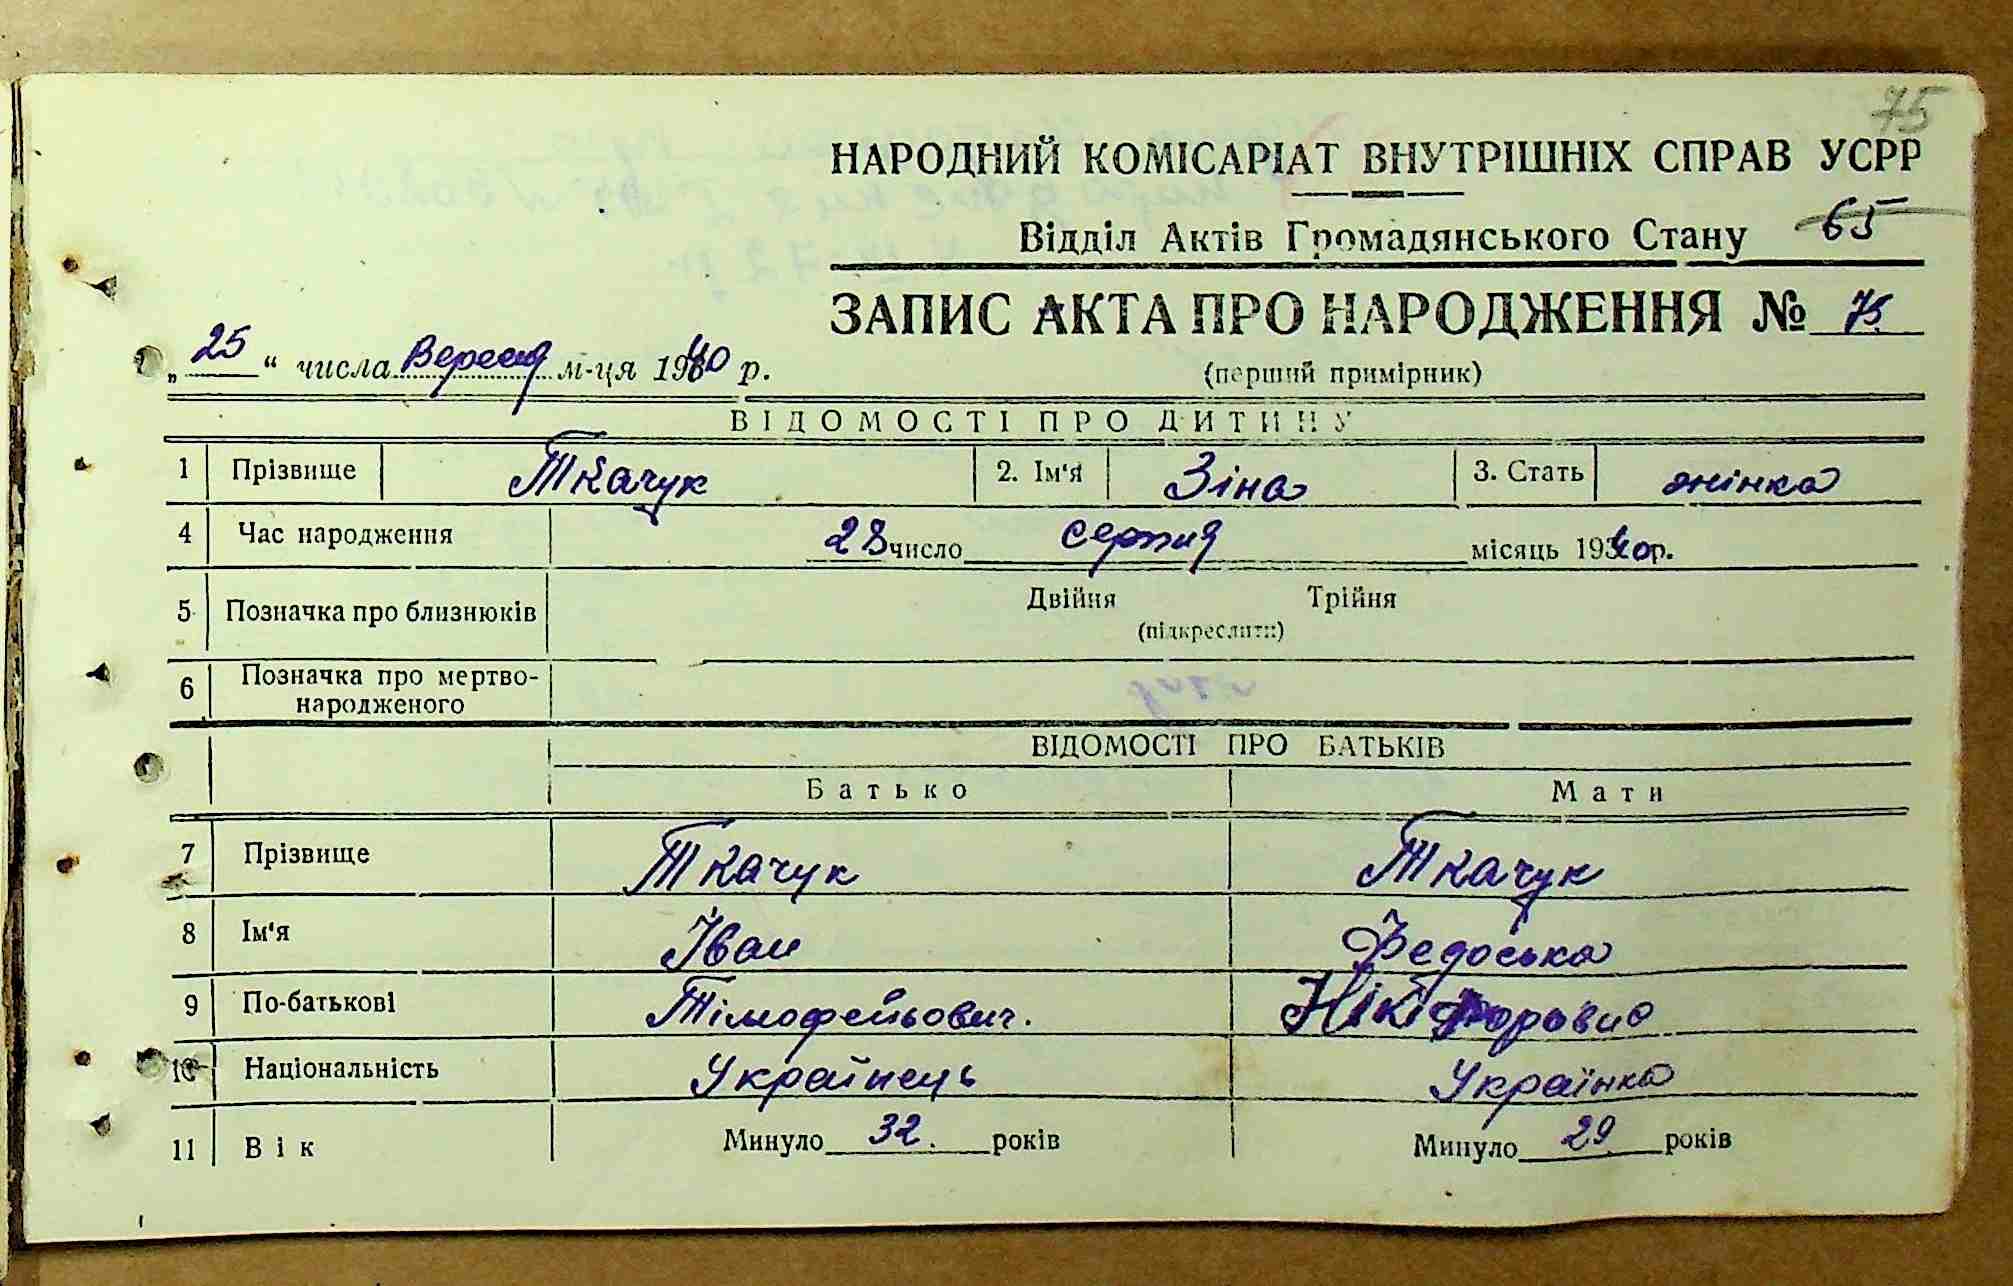 75
НАРОДНИЙ КОМІСАРІАТ ВНУТРІШНІХ СПРАВ УСРР
Відділ Актів Громадянського Стану 65
ЗАПИС АКТА ПРО НАРОДЖЕННЯ № 75.
„ 25 “ числа Вересня м-ця 1940 р. (перший примірник)
ВІДОМОСТІ ПРО ДИТИНУ
1 Прізвище Ткачук 2. Ім'я Зіна 3. Стать жінка
4 Час народження 28 число серпня місяць 1940р.
5 Позначка про близнюків Двійня Трійня
(підкреслити)
6 Позначка про мертво-
народженого
ВІДОМОСТІ ПРО БАТЬКІВ
Батько Мати
7 Прізвище Ткачук Ткачук
8 Ім'я Іван Федоська
9 По-батькові Тімофейович. Нікіфоровна
10 Національність Українець Українка
11 Вік Минуло 32. років Минуло 29 років